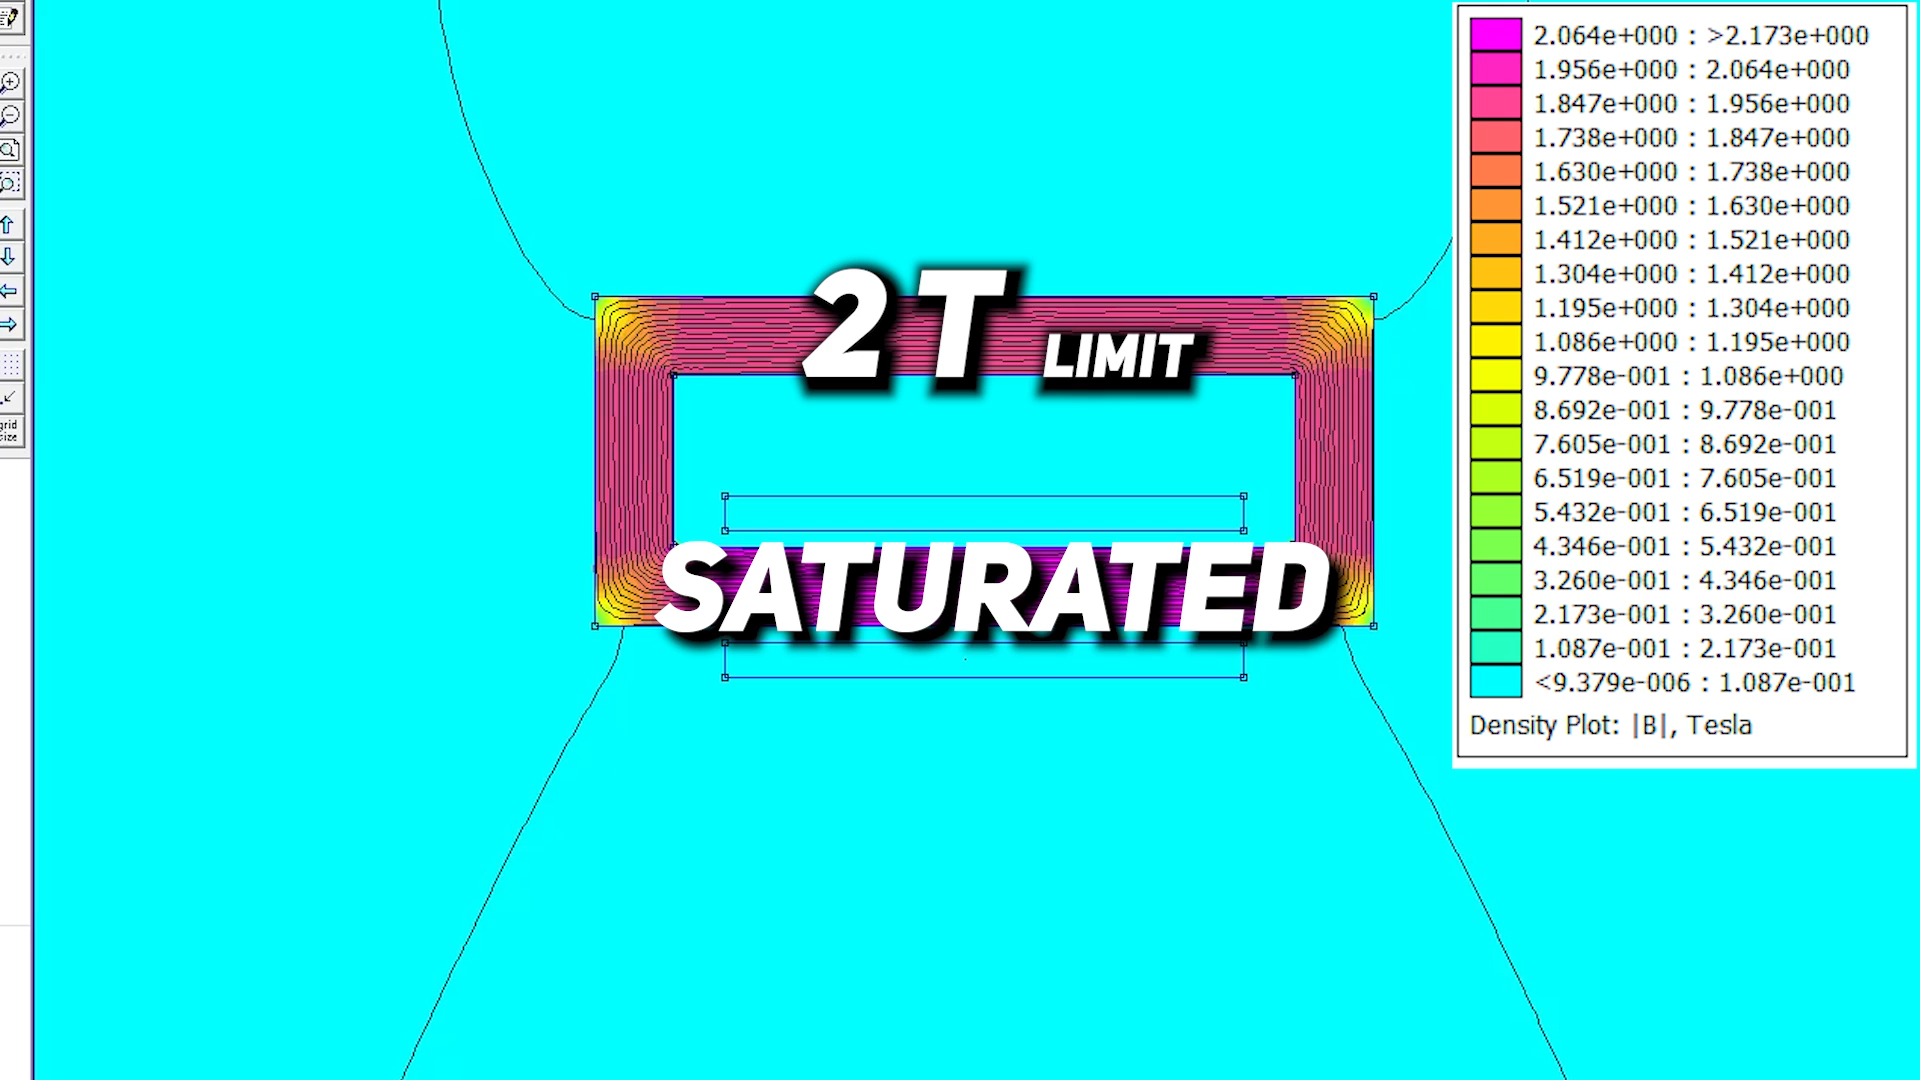 2.064e+000 : >2.173e+000
1.956e+000 : 2.064e+000
1.847e+000 : 1.956e+000
1.738e+000 : 1.847e+000
1.630e+000 : 1.738e+000
1.521e+000 : 1.630e+000
1.412e+000 : 1.521e+000
1.304e+000 : 1.412e+000
1.195e+000 : 1.304e+000
1.086e+000 : 1.195e+000
9.778e-001 : 1.086e+000
8.692e-001 : 9.778e-001
7.605e-001 : 8.692e-001
6.519e-001 : 7.605e-001
5.432e-001 : 6.519e-001
4.346e-001 : 5.432e-001
3.260e-001 : 4.346e-001
2.173e-001 : 3.260e-001
1.087e-001 : 2.173e-001
<9.379e-006 : 1.087e-001
Density Plot: |B|, Tesla
2T LIMIT
SATURATED
grid
size